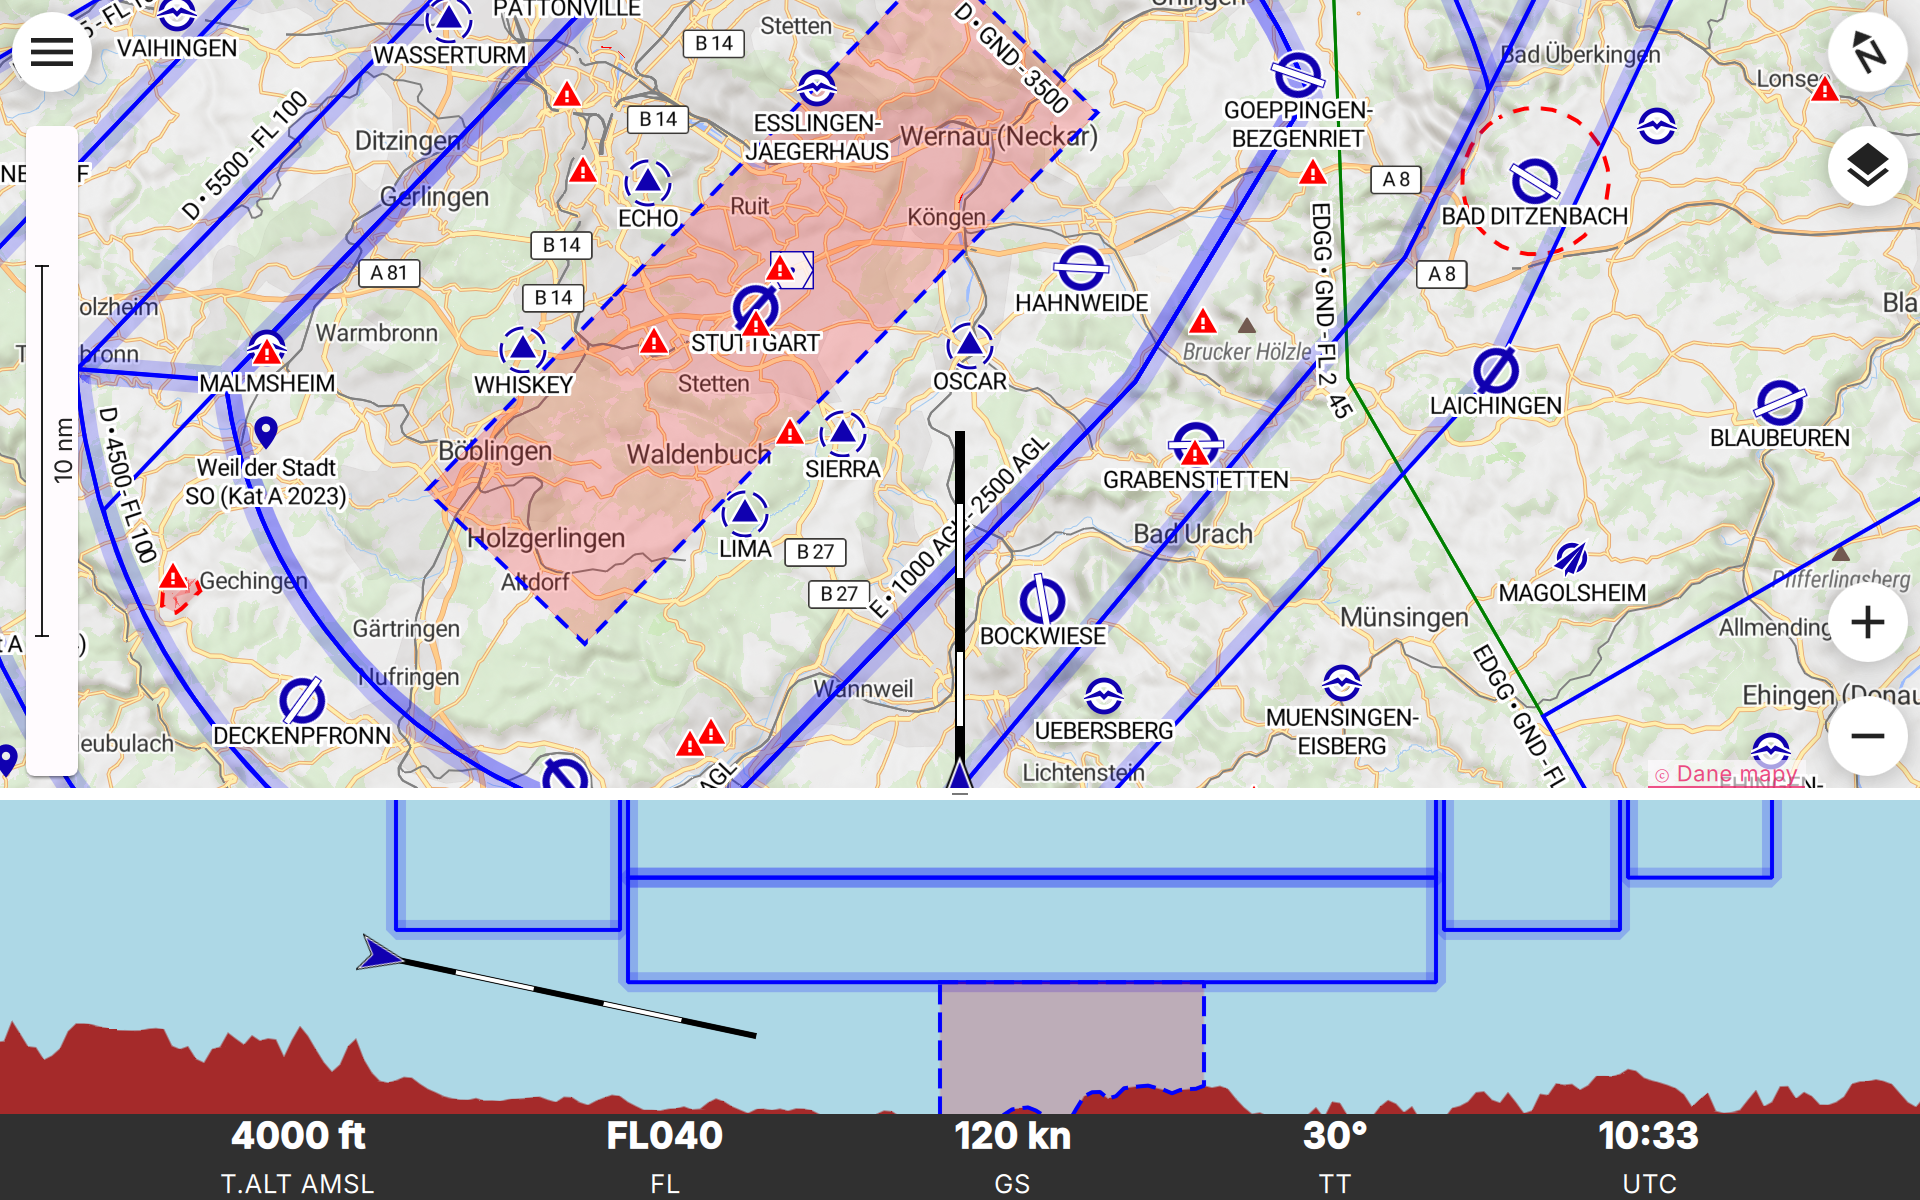 VAIHINGEN
WASSERTURM
PATTONVILLE
B 14
Stetten
D • GND - 3500
Bad Überkingen
Lonse
D • 5500 - FL 100
Ditzingen
B 14
ESSLINGEN-
JAEGERHAUS
Wernau (Neckar)
GOEPPINGEN-
BEZGENRIET
Gerlingen
ECHO
Ruit
Köngen
A 8
BAD DITZENBACH
B 14
A 81
B 14
A 8
EDGG • GND - FL 2 45
HAHNWEIDE
olzheim
Warmbronn
STUTTGART
Bla
bronn
MALMSHEIM
WHISKEY
Stetten
OSCAR
Brucker Hölzle
LAICHINGEN
10 nm
D • 4500 - FL 100
Weil der Stadt
SO (Kat A 2023)
Böblingen
Waldenbuch
SIERRA
GRABENSTETTEN
BLAUBEUREN
Holzgerlingen
LIMA
B 27
E • 1000 AGL - 2500 AGL
Bad Urach
Gechingen
Altdorf
B 27
MAGOLSHEIM
Pfifferlingsberg
Gärtringen
BOCKWIESE
Münsingen
Allmending
Nufringen
Wannweil
EDGG • GND - FL
Ehingen (Donau
DECKENPFRONN
eubulach
UEBERSBERG
MUENSINGEN-
EISBERG
AGL
Lichtenstein
© Dane mapy
4000 ft
FL040
120 kn
30°
10:33
T.ALT AMSL
FL
GS
TT
UTC